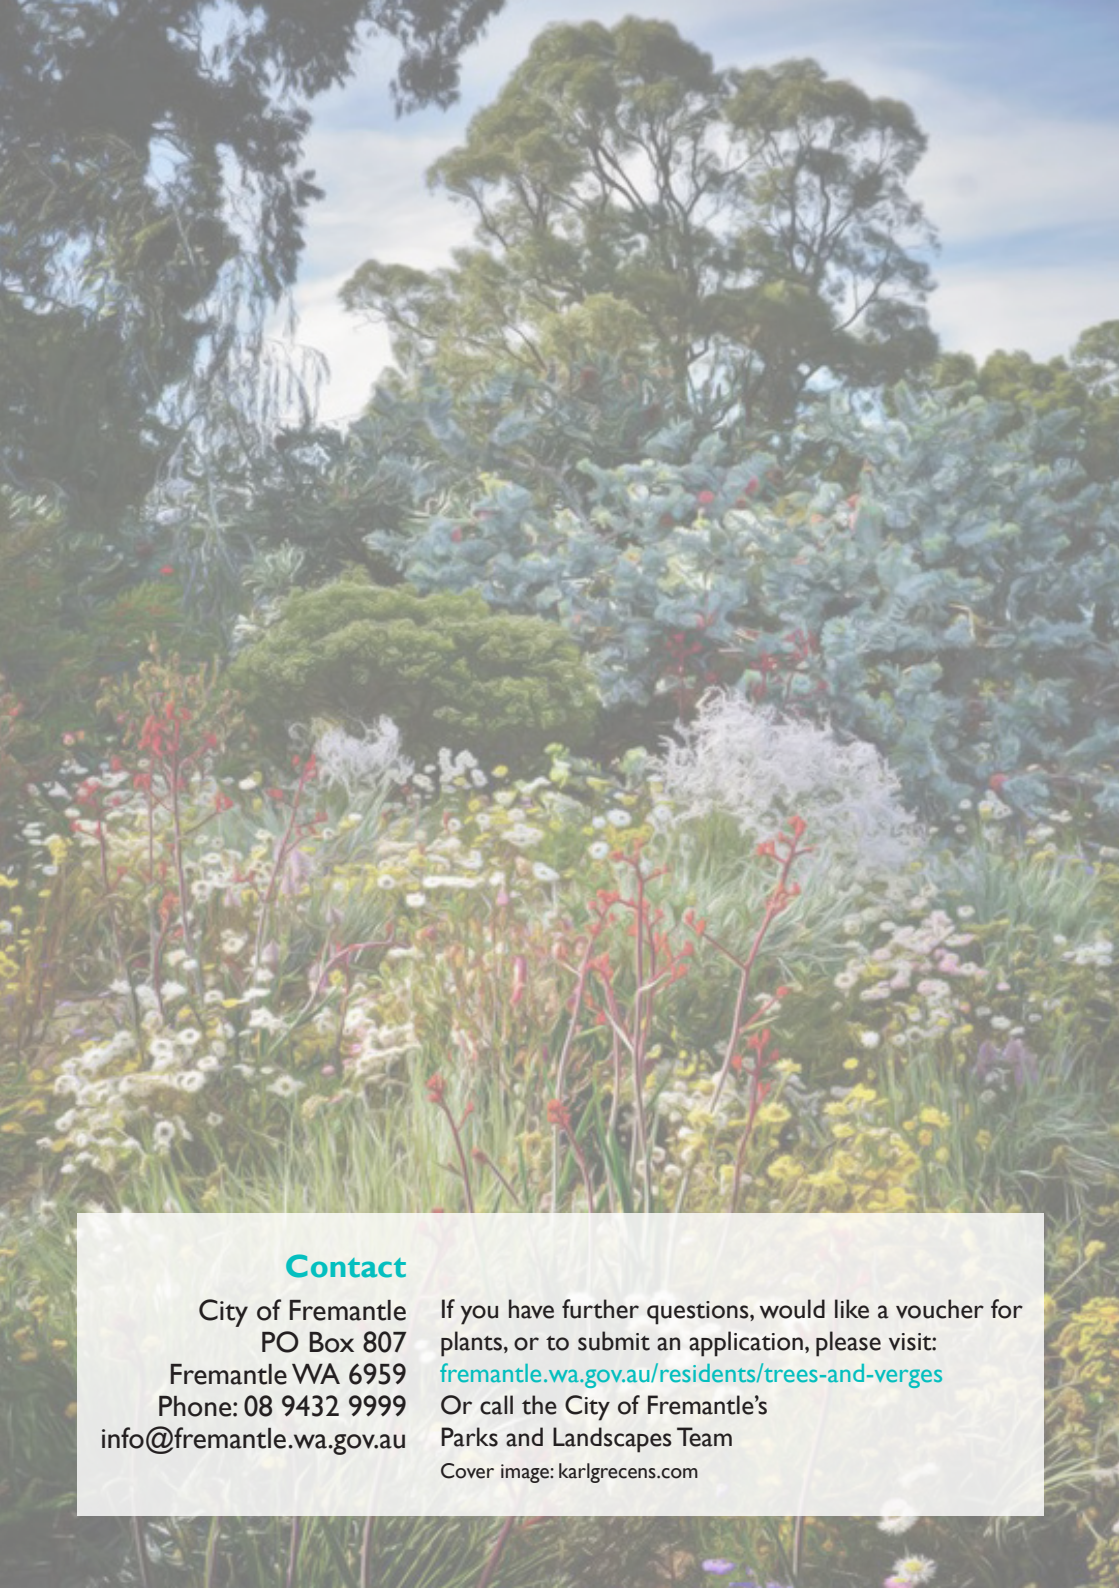 Contact
City of Fremantle
PO Box 807
Fremantle WA 6959
Phone: 08 9432 9999
info@fremantle.wa.gov.au
If you have further questions, would like a voucher for
plants, or to submit an application, please visit:
fremantle.wa.gov.au/residents/trees-and-verges
Or call the City of Fremantle’s
Parks and Landscapes Team
Cover image: karlgrecens.com